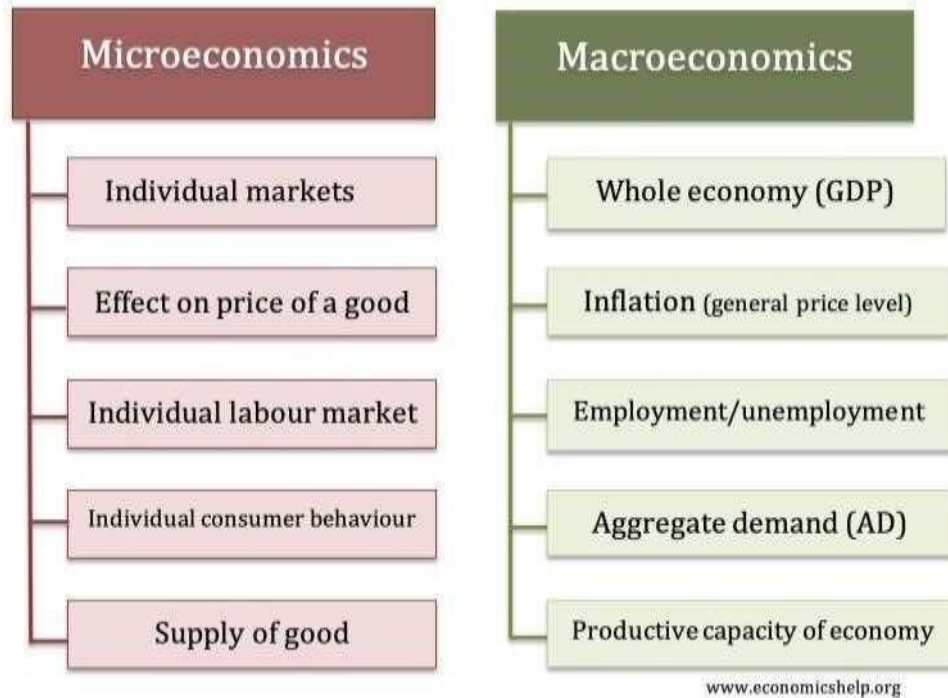 Microeconomics
Individual markets
Effect on price of a good
Individual labour market
Individual consumer behaviour
Supply of good
Macroeconomics
Whole economy (GDP)
Inflation (general price level)
Employment/unemployment
Aggregate demand (AD)
Productive capacity of economy
www.economicshelp.org